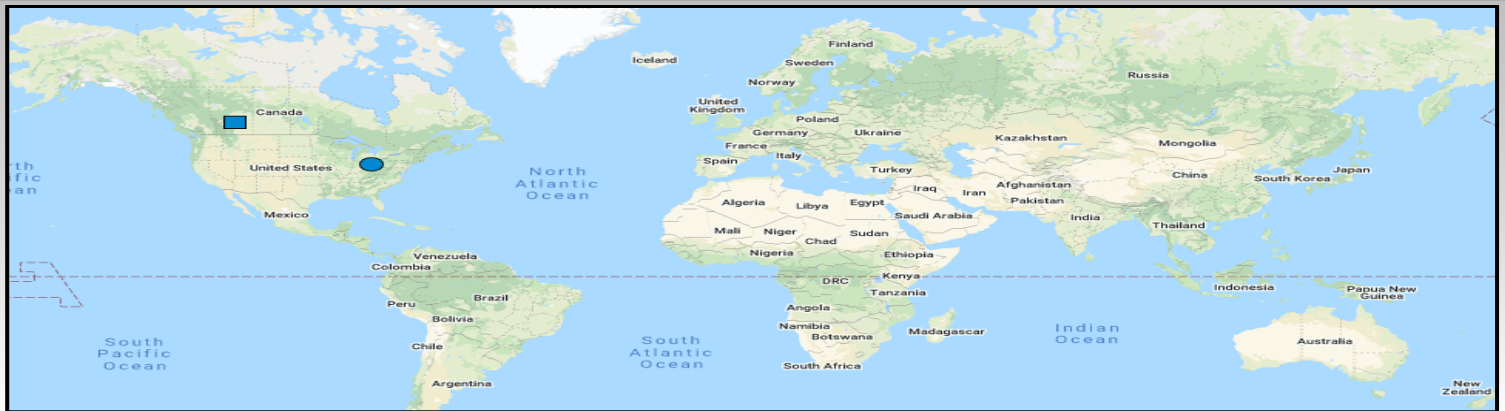 Finland
Iceland
Sweden
Norway
Russia
United
Kingdom
Canada
Poland
Germany
Ukraine
Kazakhstan
Mongolia
France
Italy
Spain
United States
Turkey
Japan
North
Atlantic
Ocean
China
South Korea
Iraq
Iran
Afghanistan
Pakistan
Algeria
Libya
Egypt
Saudi Arabia
India
Mexico
Thailand
Mali
Niger
Chad
Sudan
Nigeria
Ethiopia
Venezuela
Colombia
Kenya
DRC
Tanzania
Indonesia
Papua New
Guinea
Peru
Brazil
Angola
Bolivia
Namibia
Botswana
Madagascar
Indian
Ocean
South
Pacific
Ocean
South
Atlantic
Ocean
Chile
Australia
South Africa
Argentina
New
Zealand